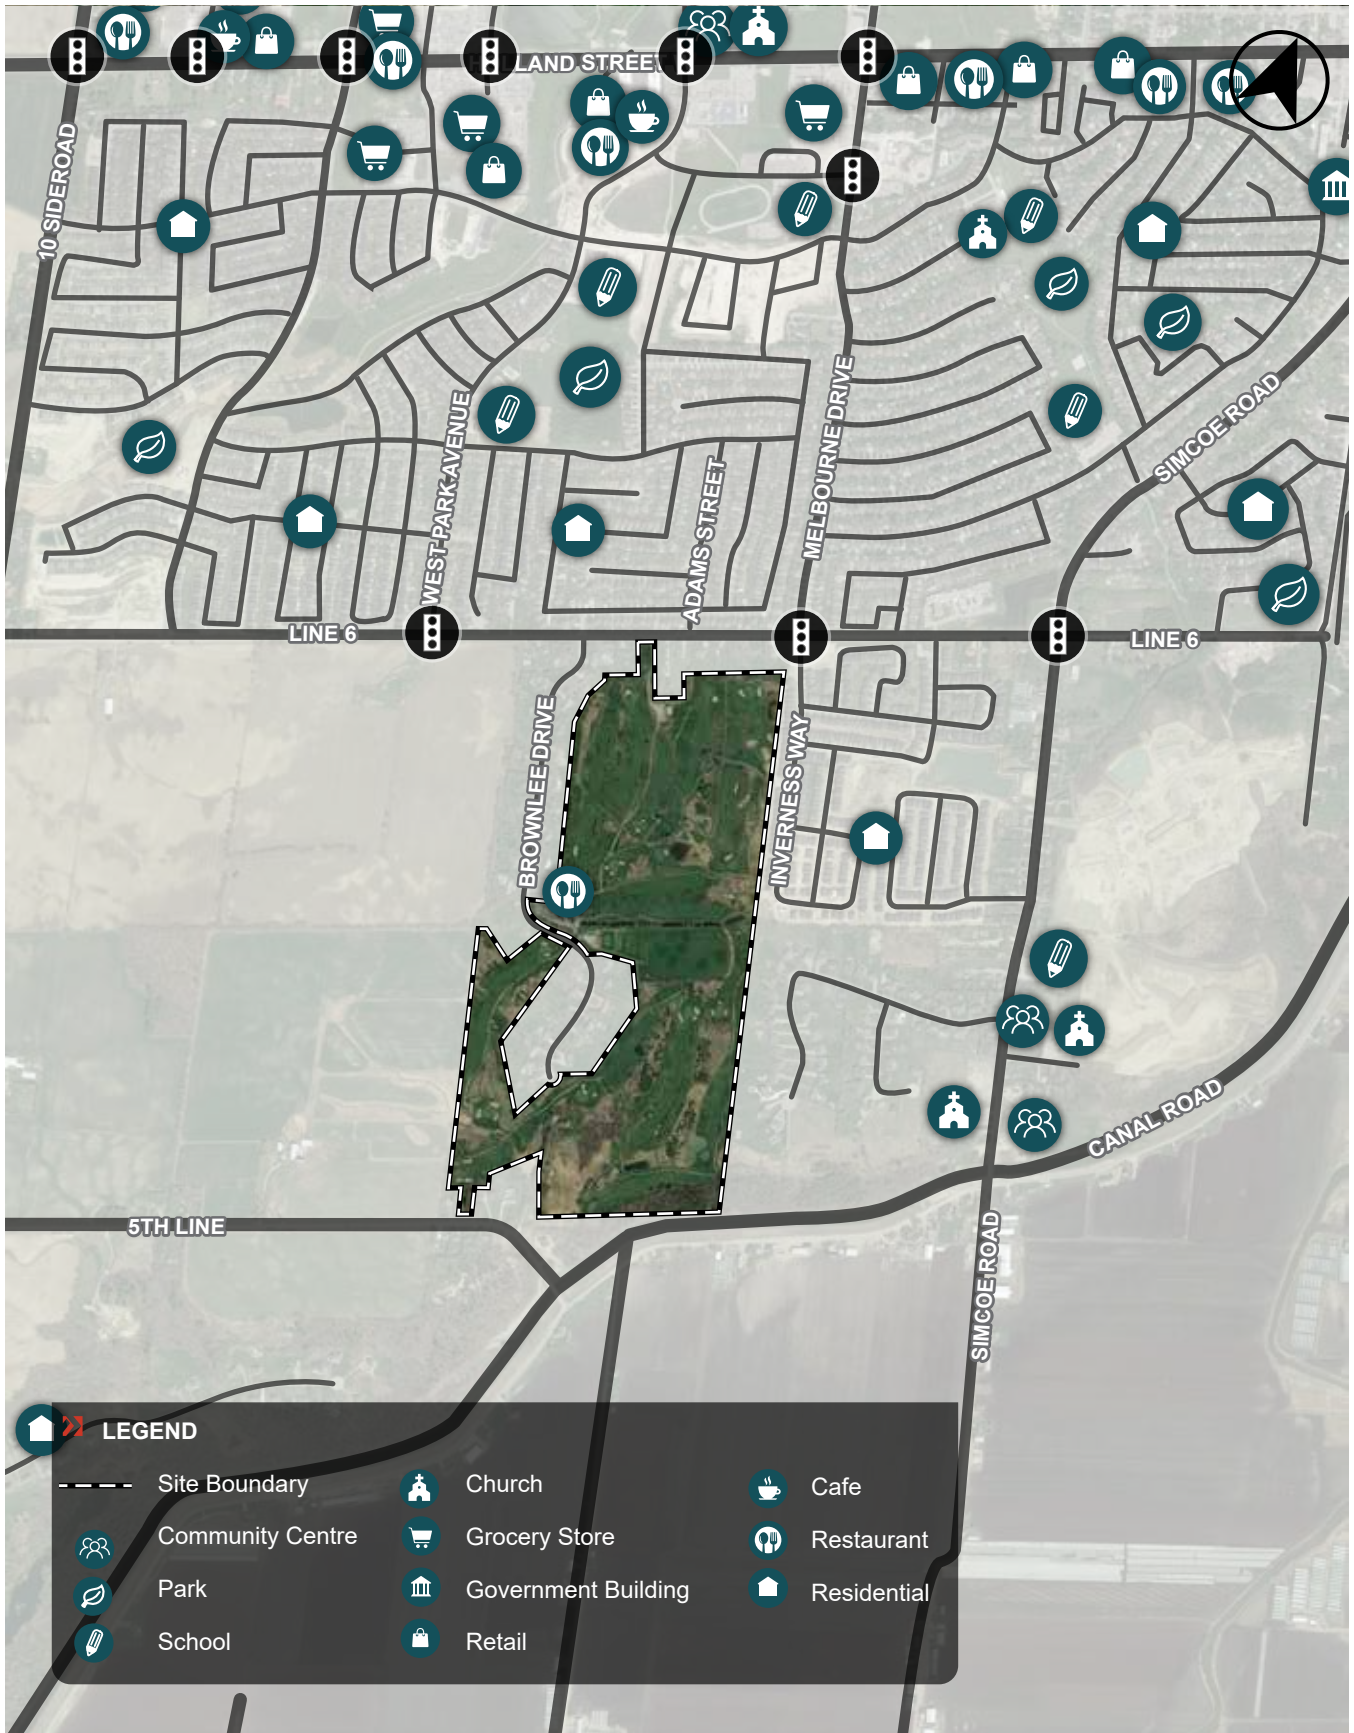 HOLLAND STREET
10 SIDEROAD
WEST PARK AVENUE
ADAMS STREET
MELBOURNE DRIVE
SIMCOE ROAD
LINE 6
LINE 6
BROWNLEE DRIVE
INVERNESS WAY
CANAL ROAD
5TH LINE
SIMCOE ROAD
LEGEND
Site Boundary
Community Centre
Park
School
Church
Grocery Store
Government Building
Retail
Cafe
Restaurant
Residential